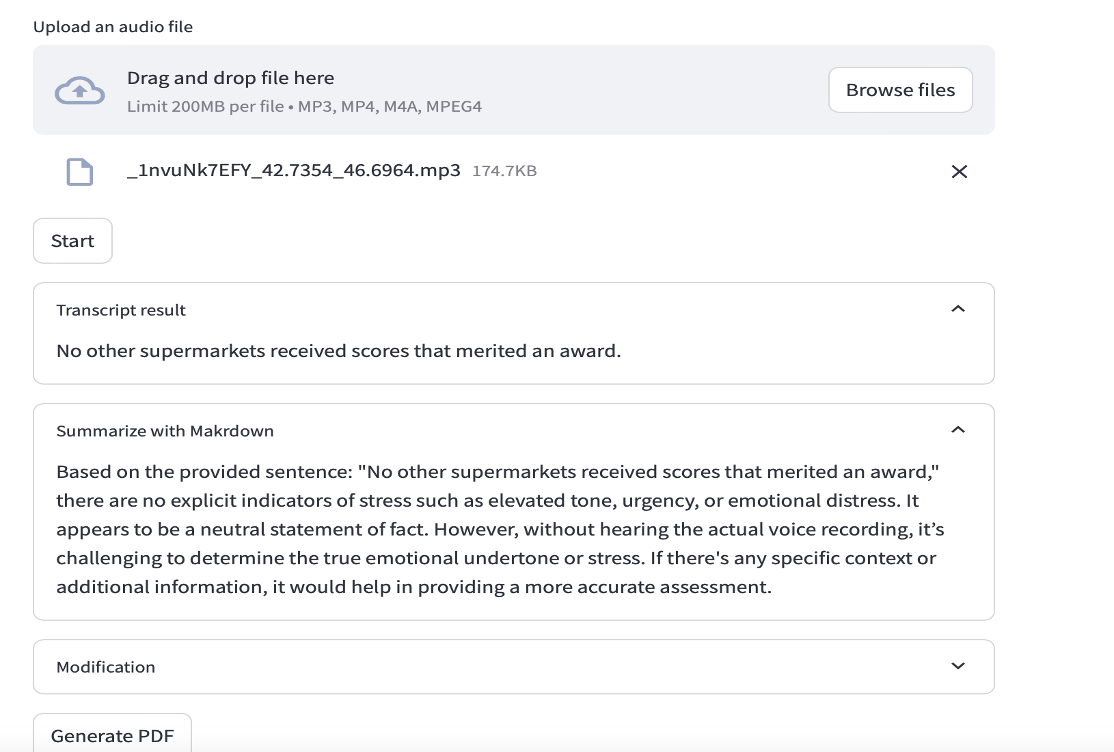 Upload an audio file
Drag and drop file here
Limit 200MB per file • MP3, MP4, M4A, MPEG4
Browse files
_1nvuNk7EFY_42.7354_46.6964.mp3 174.7KB
Start
Transcript result
No other supermarkets received scores that merited an award.
Summarize with Makrdown
Based on the provided sentence: "No other supermarkets received scores that merited an award,"
there are no explicit indicators of stress such as elevated tone, urgency, or emotional distress. It
appears to be a neutral statement of fact. However, without hearing the actual voice recording, it’s
challenging to determine the true emotional undertone or stress. If there's any specific context or
additional information, it would help in providing a more accurate assessment.
Modification
Generate PDF